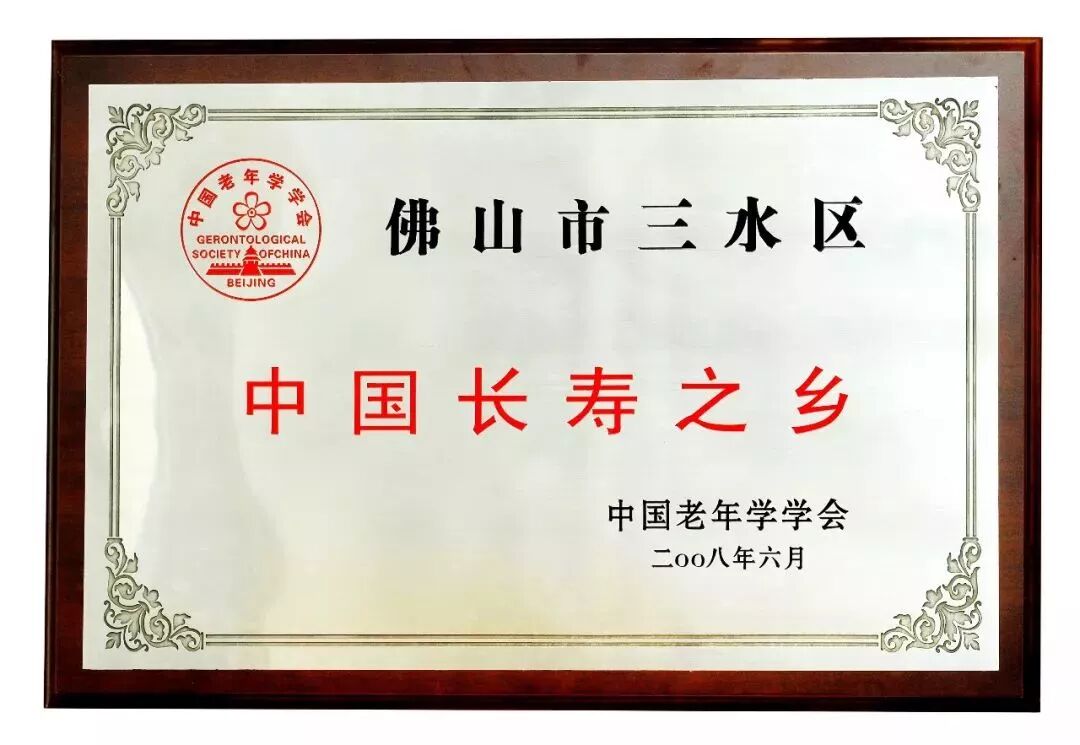 中国老年学学会
GERONTOLOGICAL
SOCIETY OFCHINA
BEIJING
佛山市三水区
中国长寿之乡
中国老年学学会
二oo八年六月